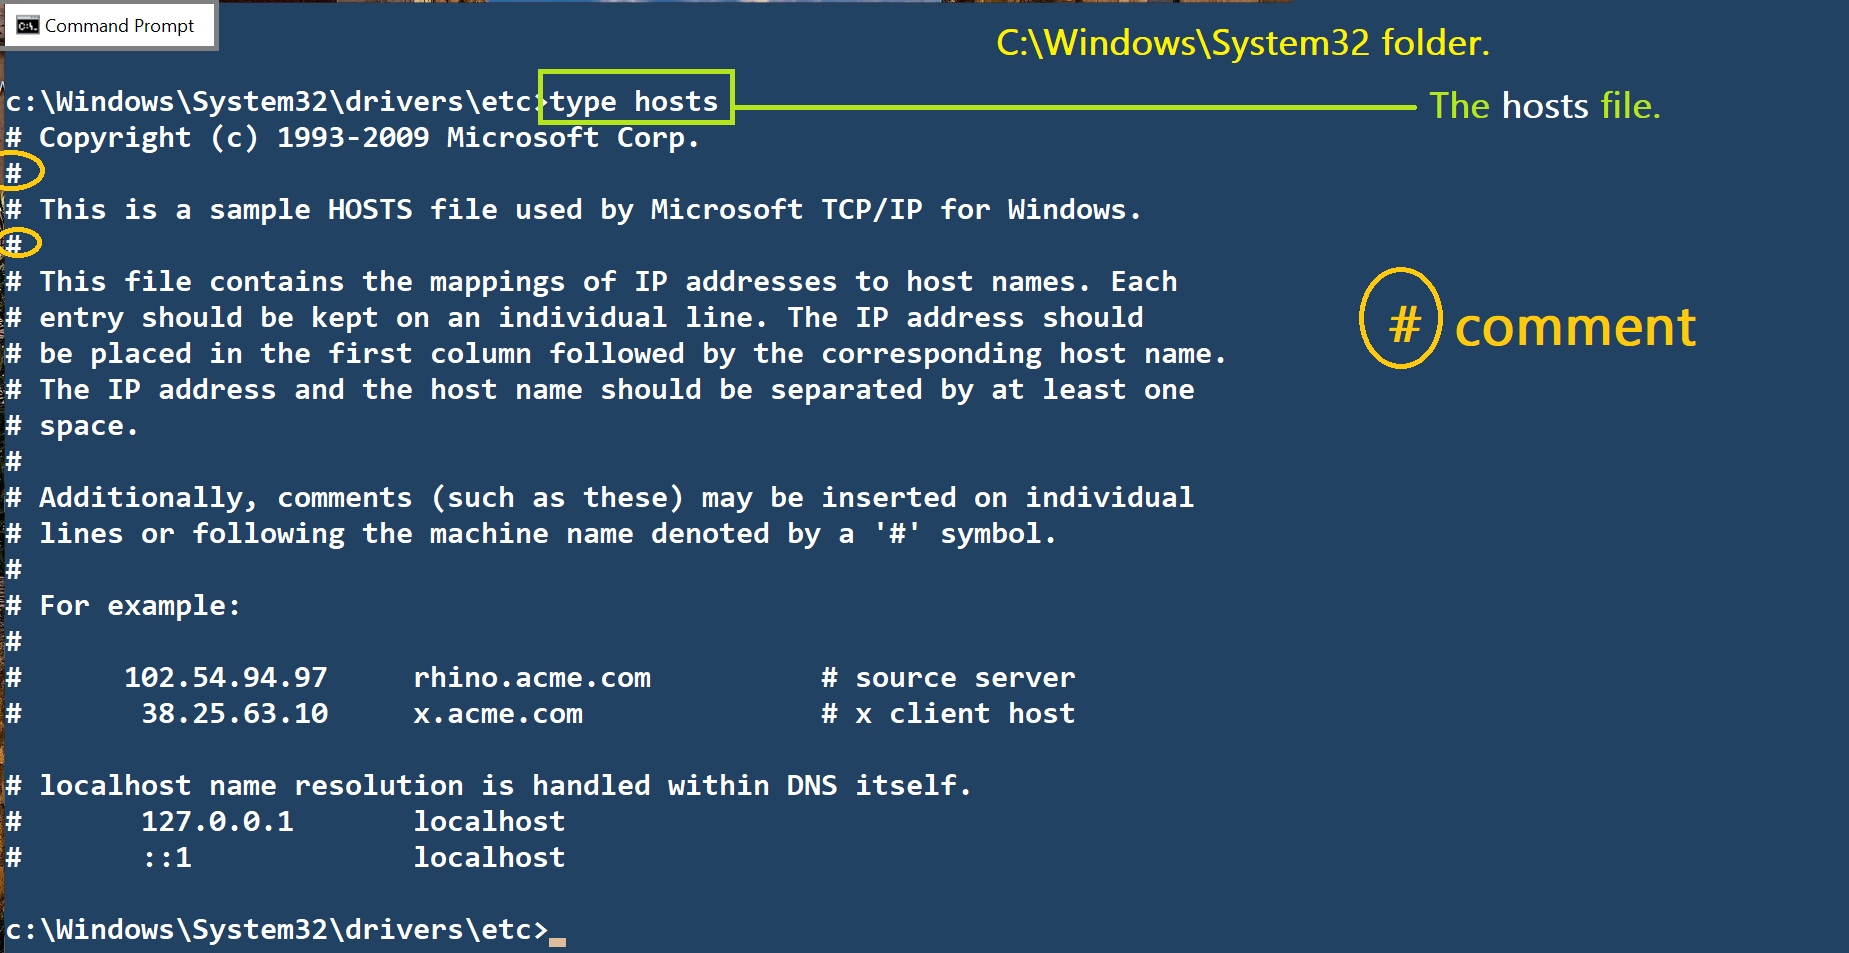 Command Prompt
C:\Windows\System32 folder.
c:\Windows\System32\drivers\etc>type hosts
The hosts file.
# Copyright (c) 1993-2009 Microsoft Corp.
#
# This is a sample HOSTS file used by Microsoft TCP/IP for Windows.
#
# This file contains the mappings of IP addresses to host names. Each
# entry should be kept on an individual line. The IP address should
# comment
# be placed in the first column followed by the corresponding host name.
# The IP address and the host name should be separated by at least one
# space.
#
# Additionally, comments (such as these) may be inserted on individual
# lines or following the machine name denoted by a '#' symbol.
#
# For example:
#
#      102.54.94.97     rhino.acme.com          # source server
#       38.25.63.10     x.acme.com              # x client host

# localhost name resolution is handled within DNS itself.
#       127.0.0.1       localhost
#       ::1             localhost

c:\Windows\System32\drivers\etc>